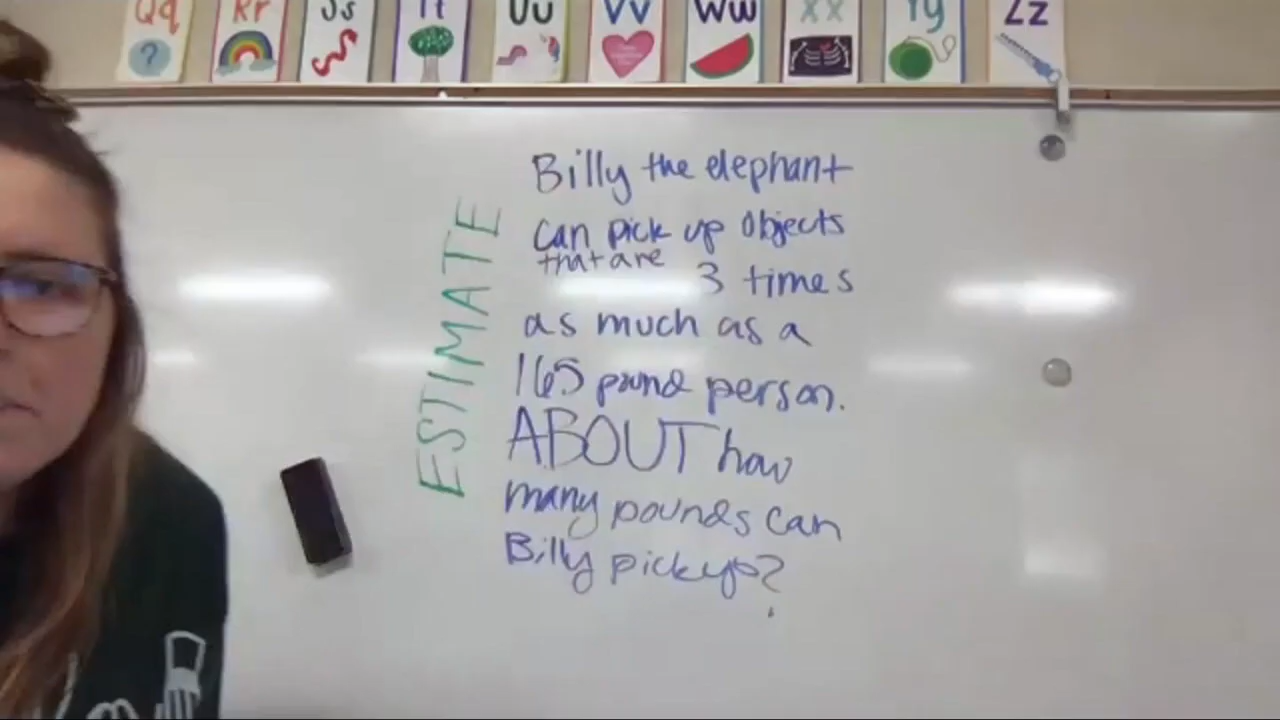 Qq
Rr
Ss
Tt
Uu
Vv
Ww
Xx
Yy
Zz
ESTIMATE
Billy the elephant
can pick up objects
that are 3 times
as much as a
165 pound person.
ABOUT how
many pounds can
Billy pick up?